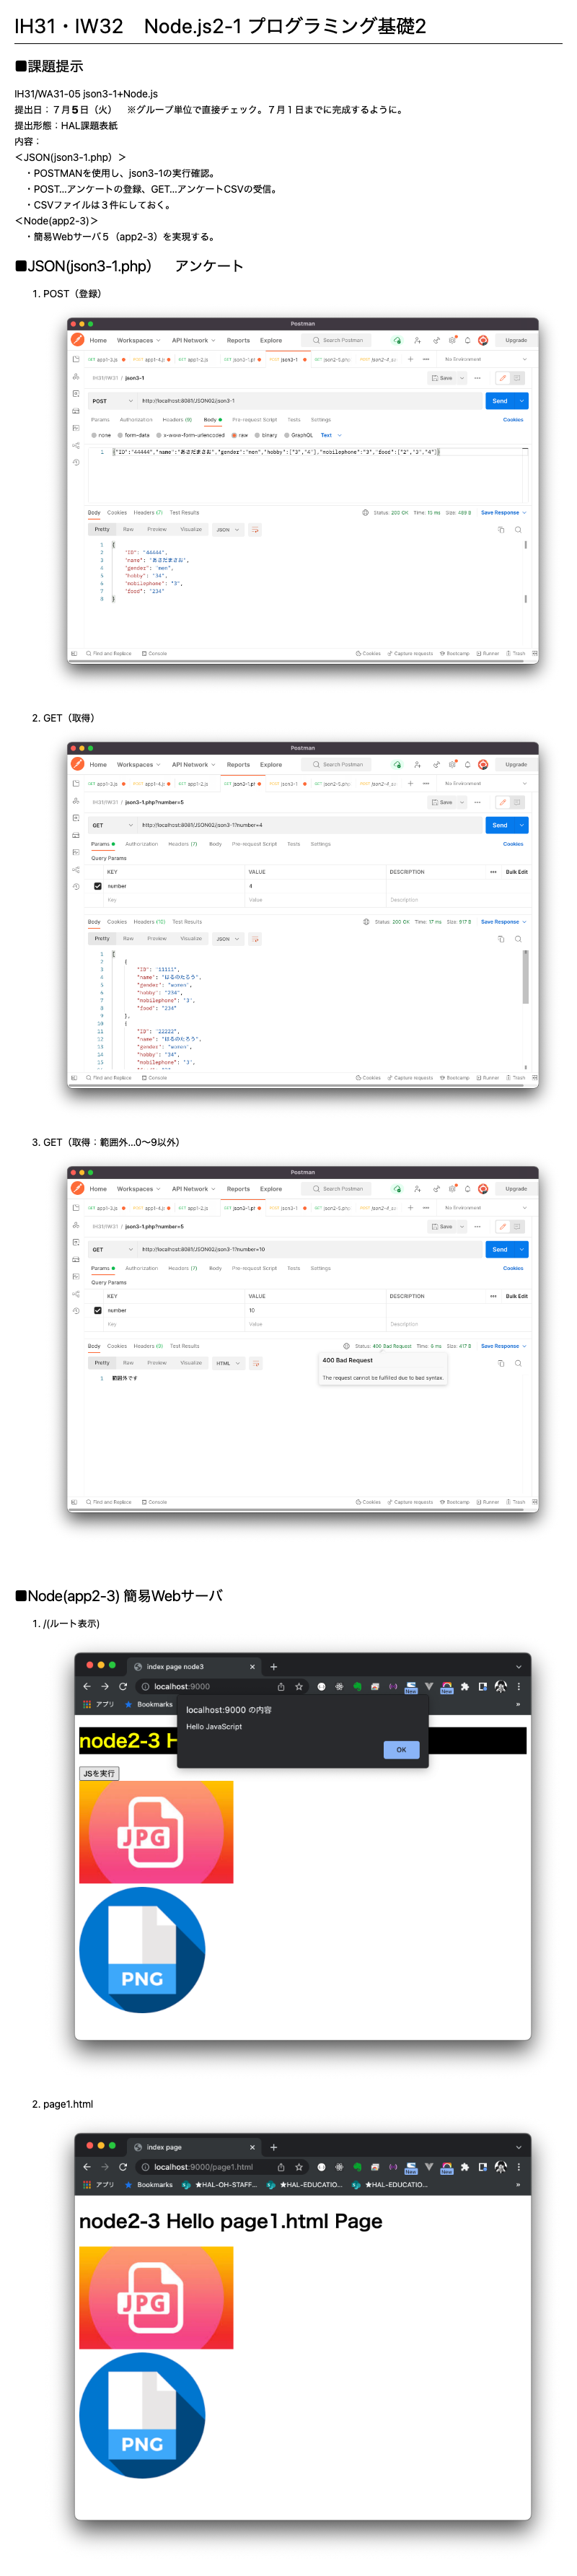 IH31・IW32　Node.js2-1 プログラミング基礎2
■課題提示
IH31/WA31-05 json3-1+Node.js
提出日：７月５日（火）　※グループ単位で直接チェック。７月１日までに完成するように。
提出形態：HAL課題表紙
内容：
＜JSON(json3-1.php）＞
・POSTMANを使用し、json3-1の実行確認。
・POST...アンケートの登録、GET...アンケートCSVの受信。
・CSVファイルは３件にしておく。
＜Node(app2-3)＞
・簡易Webサーバ５（app2-3）を実現する。
■JSON(json3-1.php）　アンケート
1. POST（登録）
Postman
Home Workspaces API Network Reports Explore Search Postman Upgrade
No Environment
IH31/IW31 / json3-1 Save
POST http://localhost:8081/JSON02/json3-1 Send
Params Authorization Headers (9) Body Pre-request Script Tests Settings Cookies
none form-data x-www-form-urlencoded raw binary GraphQL Text
1 {"ID":"44444","name":"あさだまさお","gender":"men","hobby":["3","4"],"mobilephone":"3","food":["2","3","4"]}
Body Cookies Headers (7) Test Results Status: 200 OK Time: 13 ms Size: 489 B Save Response
Pretty Raw Preview Visualize JSON
1 {
2 "ID": "44444",
3 "name": "あさだまさお",
4 "gender": "men",
5 "hobby": "34",
6 "mobilephone": "3",
7 "food": "234"
8 }
Find and Replace Console Cookies Capture requests Bootcamp Runner Trash
2. GET（取得）
Postman
Home Workspaces API Network Reports Explore Search Postman Upgrade
No Environment
IH31/IW31 / json3-1.php?number=5 Save
GET http://localhost:8081/JSON02/json3-1?number=4 Send
Params Authorization Headers (7) Body Pre-request Script Tests Settings Cookies
Query Params
KEY VALUE DESCRIPTION Bulk Edit
number 4
Key Value Description
Body Cookies Headers (10) Test Results Status: 200 OK Time: 17 ms Size: 817 B Save Response
Pretty Raw Preview Visualize JSON
1 [
2 {
3 "ID": "11111",
4 "name": "はるのたろう",
5 "gender": "women",
6 "hobby": "234",
7 "mobilephone": "3",
8 "food": "234"
9 },
10 {
11 "ID": "22222",
12 "name": "はるのたろう",
13 "gender": "women",
14 "hobby": "34",
15 "mobilephone": "3",
Find and Replace Console Cookies Capture requests Bootcamp Runner Trash
3. GET（取得：範囲外...0～9以外）
Postman
Home Workspaces API Network Reports Explore Search Postman Upgrade
No Environment
IH31/IW31 / json3-1.php?number=5 Save
GET http://localhost:8081/JSON02/json3-1?number=10 Send
Params Authorization Headers (7) Body Pre-request Script Tests Settings Cookies
Query Params
KEY VALUE DESCRIPTION Bulk Edit
number 10
Key Value Description
Body Cookies Headers (9) Test Results Status: 400 Bad Request Time: 6 ms Size: 417 B Save Response
Pretty Raw Preview Visualize HTML
400 Bad Request
1 範囲外です
The request cannot be fulfilled due to bad syntax.
Find and Replace Console Cookies Capture requests Bootcamp Runner Trash
■Node(app2-3) 簡易Webサーバ
1. /(ルート表示)
index page node3
localhost:9000
New New
アプリ Bookmarks
localhost:9000 の内容
Hello JavaScript
OK
node2-3 H
JSを実行
JPG
PNG
2. page1.html
index page
localhost:9000/page1.html
New New
アプリ Bookmarks ★HAL-OH-STAFF... ★HAL-EDUCATIO... ★HAL-EDUCATIO...
node2-3 Hello page1.html Page
JPG
PNG